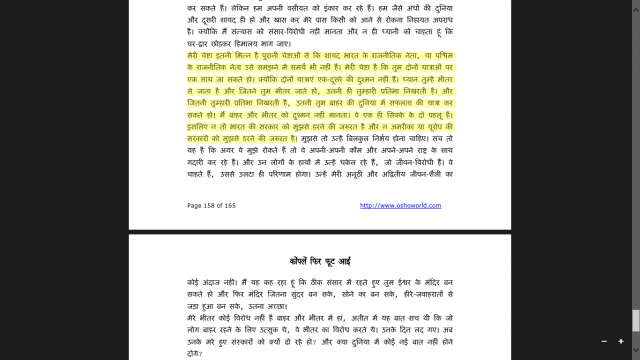 कर सकते हैं। लेकिन हम अपनी वसीयत को इंकार कर रहे हैं। हम जैसे अंधों की दुनिया
और दूसरी शायद ही हो और खास कर मेरे पास किसी को आने से रोकना निहायत अपराध
है। क्योंकि मैं संन्यास को संसार-विरोधी नहीं मानता और न ही ध्यानी को चाहता हूं कि
घर-द्वार छोड़कर हिमालय भाग जाए।
मेरी चेष्टा इतनी भिन्न है पुरानी चेष्टाओं से कि शायद भारत के राजनीतिक नेता, या पश्चिम
के राजनीतिक नेता उसे समझने में समर्थ भी नहीं हैं। मेरी चेष्टा है कि तुम दोनों यात्राओं पर
एक साथ जा सकते हो। क्योंकि दोनों यात्राएं एक-दूसरे की दुश्मन नहीं हैं। ध्यान तुम्हें भीतर
ले जाता है और जितने तुम भीतर जाते हो, उतनी ही तुम्हारी प्रतिभा निखरती है। और
जितनी तुम्हारी प्रतिभा निखरती है, उतनी तुम बाहर की दुनिया में सफलता की यात्रा कर
सकते हो। मैं बाहर और भीतर को दुश्मन नहीं मानता। ये एक ही सिक्के के दो पहलू हैं।
इसलिए न तो भारत की सरकार को मुझसे डरने की जरूरत है और न अमरीका या यूरोप की
सरकारों को मुझसे डरने की जरूरत है। मुझसे तो उन्हें बिलकुल निर्भय होना चाहिए। सच तो
यह है कि अगर वे मुझे रोकते हैं तो वे अपनी-अपनी कौम और अपने-अपने राष्ट्र के साथ
गद्दारी कर रहे हैं। और उन लोगों के हाथों में उन्हें धकेल रहे हैं, जो जीवन-विरोधी हैं। वे
चाहते हैं, उससे उलटा ही परिणाम होगा। उन्हें मेरी अनूठी और अद्वितीय जीवन-शैली का
Page 158 of 165 http://www.oshoworld.com
कोंपलें फिर फूट आईं
कोई अंदाज नहीं। मैं यह कह रहा हूं कि ठीक संसार में रहते हुए तुम ईश्वर के मंदिर बन
सकते हो और फिर मंदिर जितना सुंदर बन सके, सोने का बन सके, हीरे-जवाहरातों से
जड़ा हुआ बन सके, उतना अच्छा।
मेरे भीतर कोई विरोध नहीं है बाहर और भीतर में हां, अतीत में यह बात सच थी कि जो
लोग बाहर रहने के लिए उत्सुक थे, वे भीतर का विरोध करते थे। उनके दिन लद गए। अब
उनके मरे हुए संस्कारों को क्यों ढो रहे हो? और क्या दुनिया में कोई नई बात नहीं होने
दोगे?